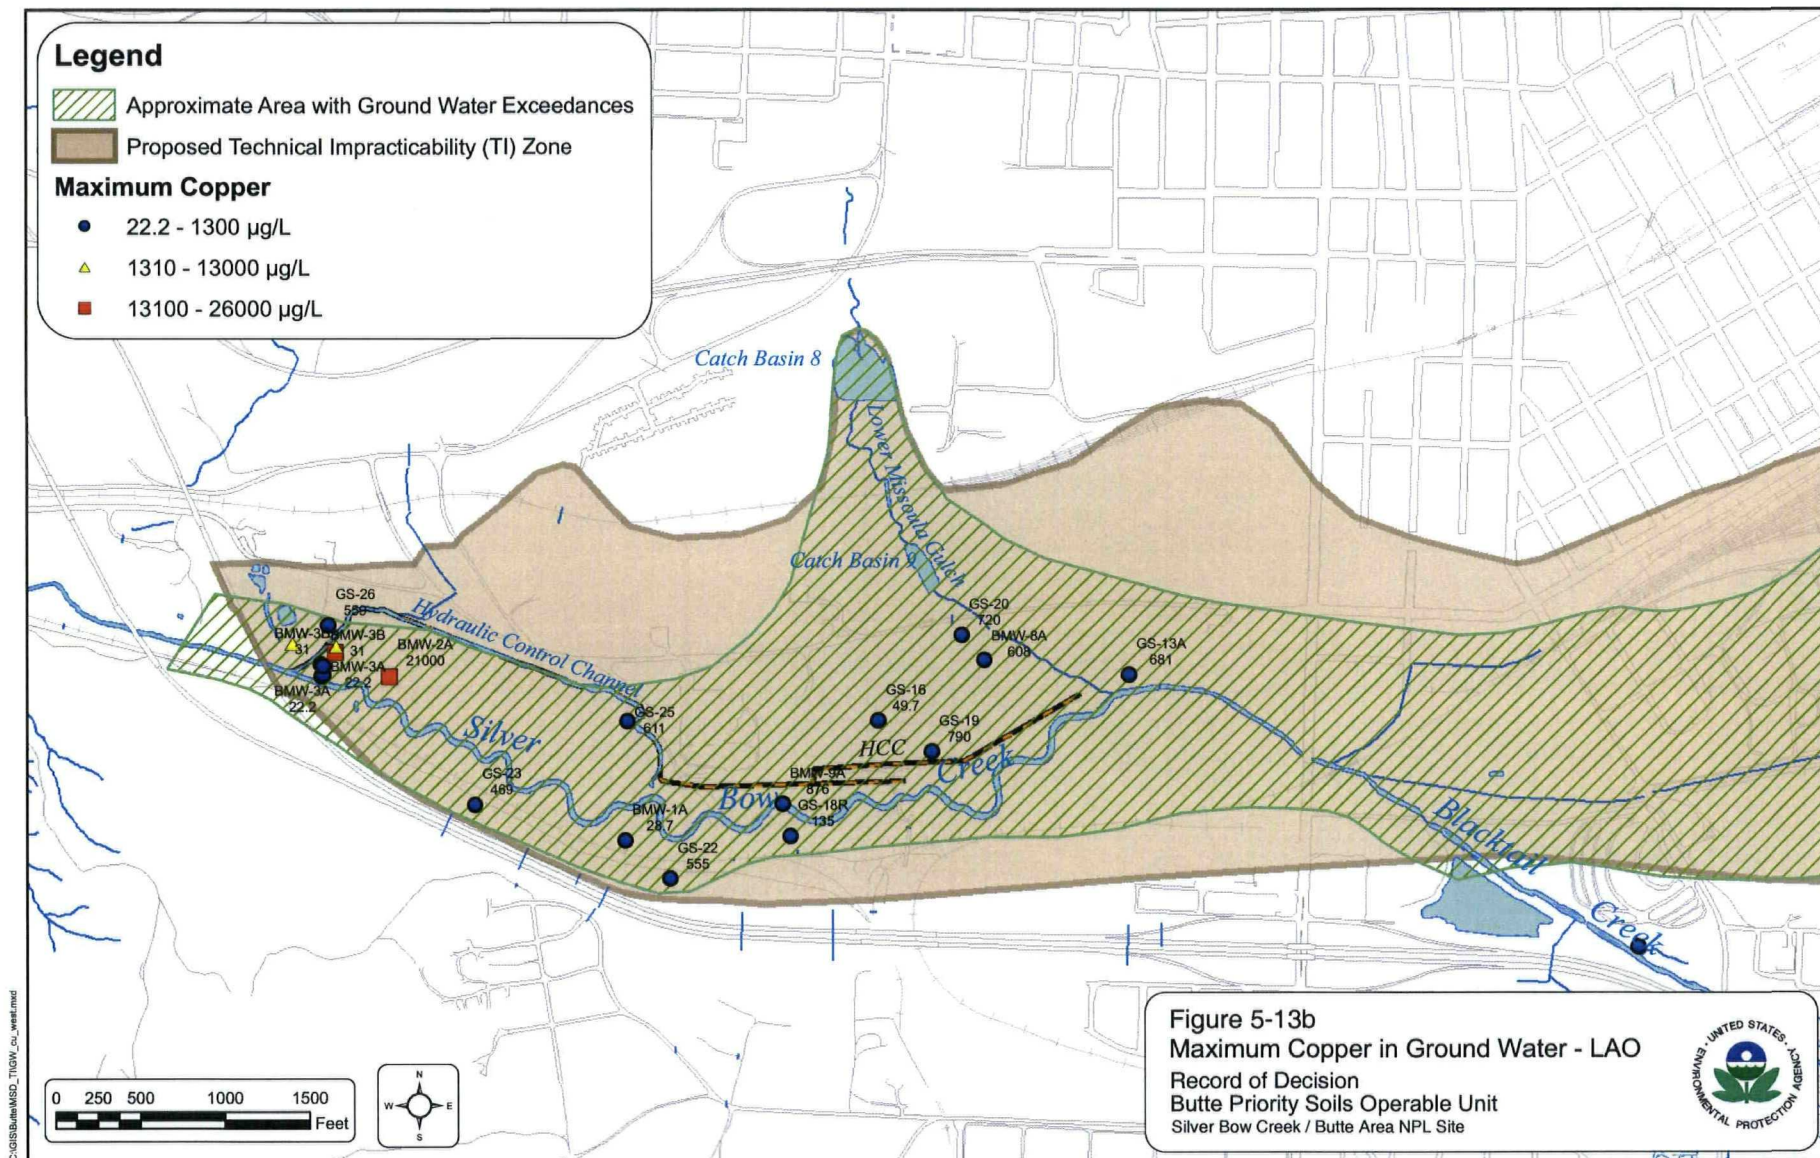 Legend
Approximate Area with Ground Water Exceedances
Proposed Technical Impracticability (TI) Zone
Maximum Copper
22.2 - 1300 µg/L
1310 - 13000 µg/L
13100 - 26000 µg/L
Catch Basin 8
Lower Missoula Gulch
Catch Basin 9
GS-26
559
Hydraulic Control Channel
BMW-3B
31
BMW-3B
31
BMW-2A
21000
BMW-3A
22.2
BMW-3A
22.2
GS-20
720
BMW-8A
608
GS-13A
681
GS-25
611
GS-16
49.7
GS-19
790
HCC
Silver
Bow
Creek
GS-23
469
BMW-9A
876
GS-18R
135
BMW-1A
28.7
GS-22
555
Blacktail
Creek
0 250 500 1000 1500
Feet
N
W E
S
Figure 5-13b
Maximum Copper in Ground Water - LAO
Record of Decision
Butte Priority Soils Operable Unit
Silver Bow Creek / Butte Area NPL Site
UNITED STATES
ENVIRONMENTAL PROTECTION AGENCY